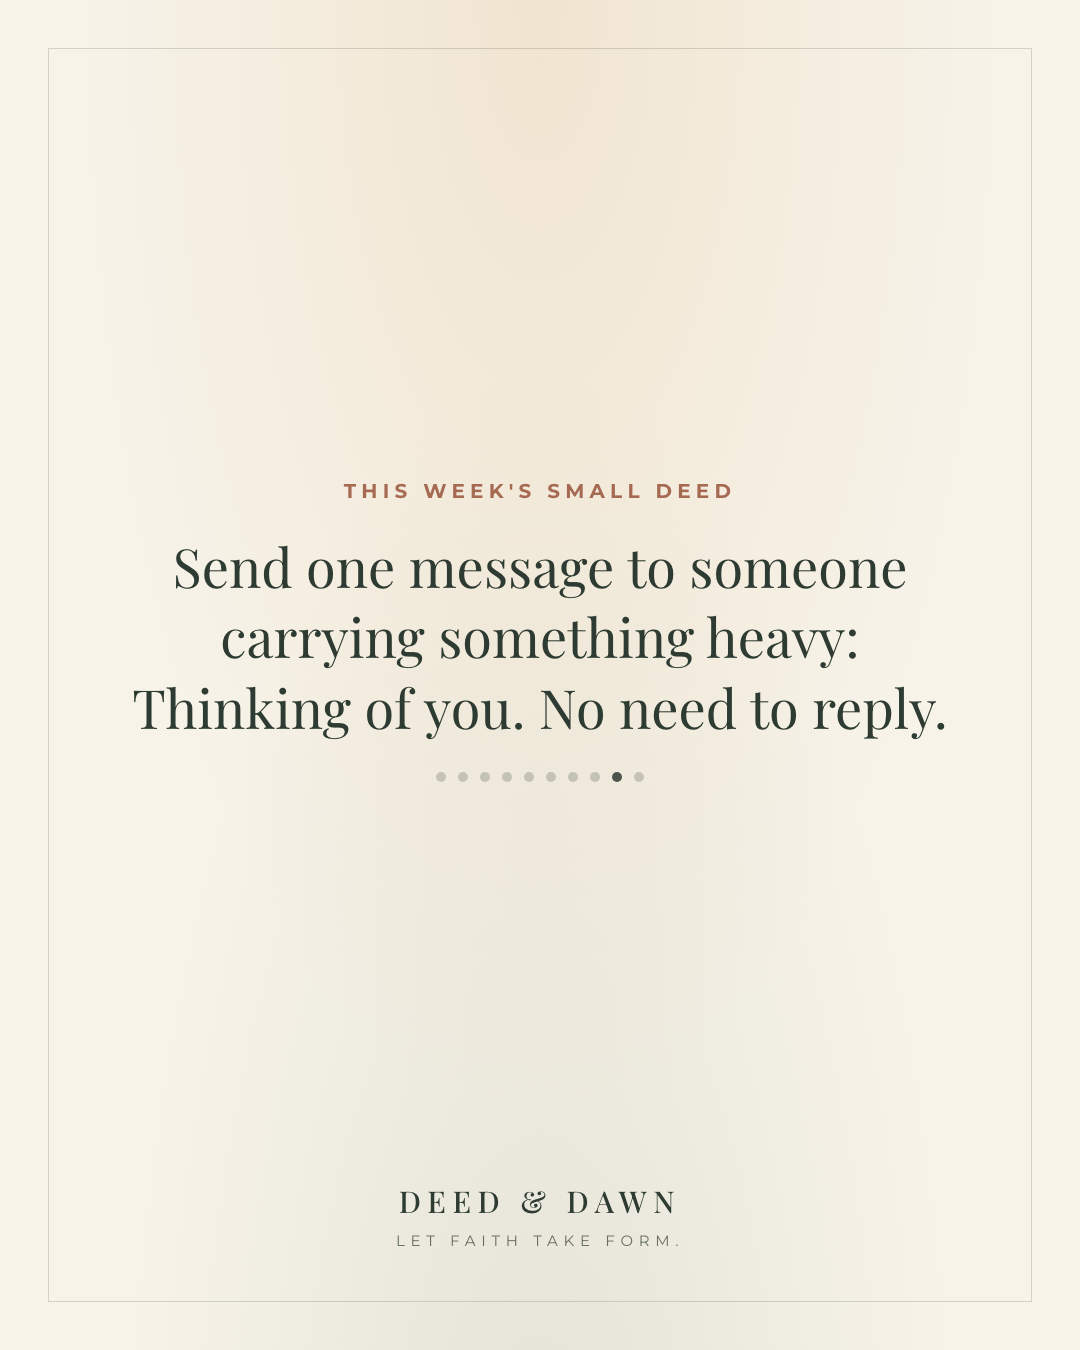 THIS WEEK'S SMALL DEED
Send one message to someone
carrying something heavy:
Thinking of you. No need to reply.
DEED & DAWN
LET FAITH TAKE FORM.